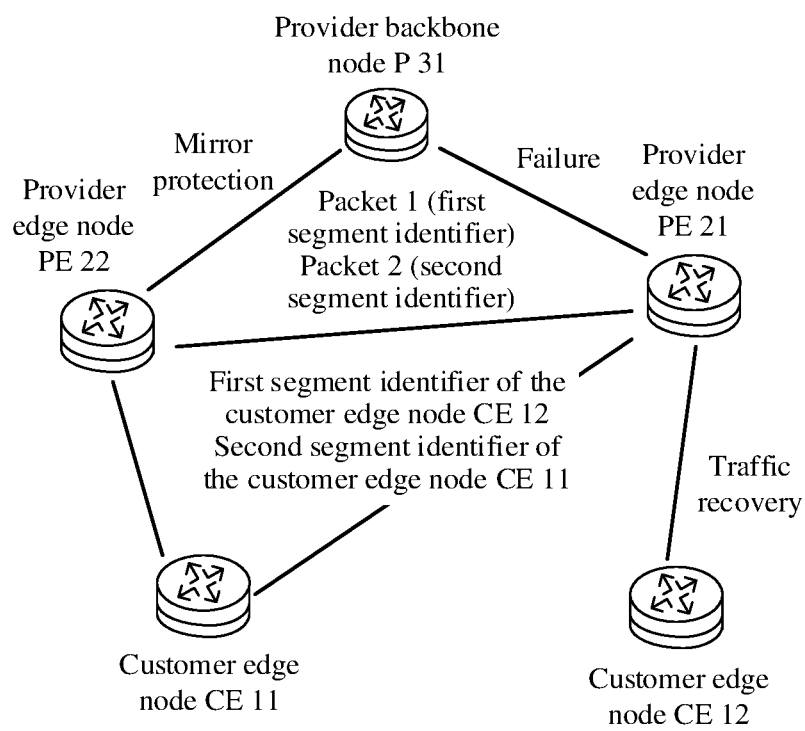 Provider backbone
node P 31
Mirror
protection
Failure
Provider
edge node
PE 21
Provider
edge node
PE 22
Packet 1 (first
segment identifier)
Packet 2 (second
segment identifier)
First segment identifier of the
customer edge node CE 12
Second segment identifier of
the customer edge node CE 11
Traffic
recovery
Customer edge
node CE 11
Customer edge
node CE 12